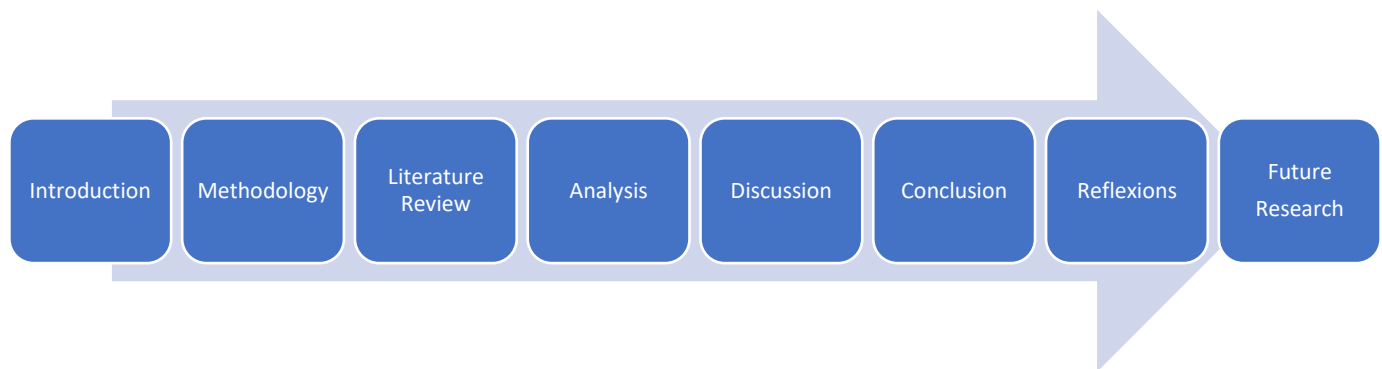 Introduction
Methodology
Literature
Review
Analysis
Discussion
Conclusion
Reflexions
Future
Research